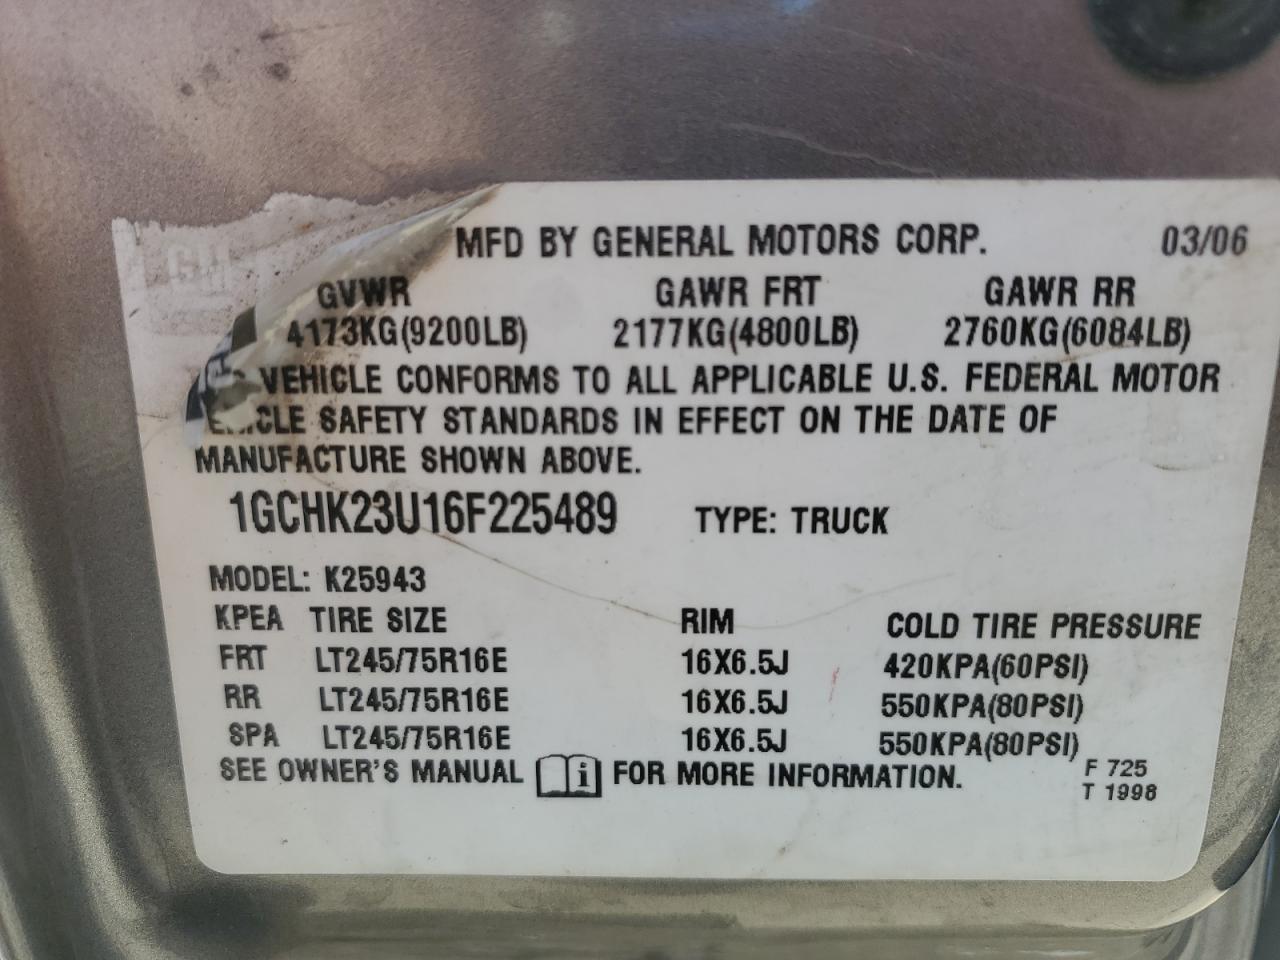 GM
MFD BY GENERAL MOTORS CORP. 03/06
GVWR GAWR FRT GAWR RR
4173KG(9200LB) 2177KG(4800LB) 2760KG(6084LB)
VEHICLE CONFORMS TO ALL APPLICABLE U.S. FEDERAL MOTOR
SAFETY STANDARDS IN EFFECT ON THE DATE OF
MANUFACTURE SHOWN ABOVE.
1GCHK23U16F225489 TYPE: TRUCK
MODEL: K25943
KPEA TIRE SIZE RIM COLD TIRE PRESSURE
FRT LT245/75R16E 16X6.5J 420KPA(60PSI)
RR LT245/75R16E 16X6.5J 550KPA(80PSI)
SPA LT245/75R16E 16X6.5J 550KPA(80PSI)
SEE OWNER'S MANUAL i FOR MORE INFORMATION.
F 725
T 1998